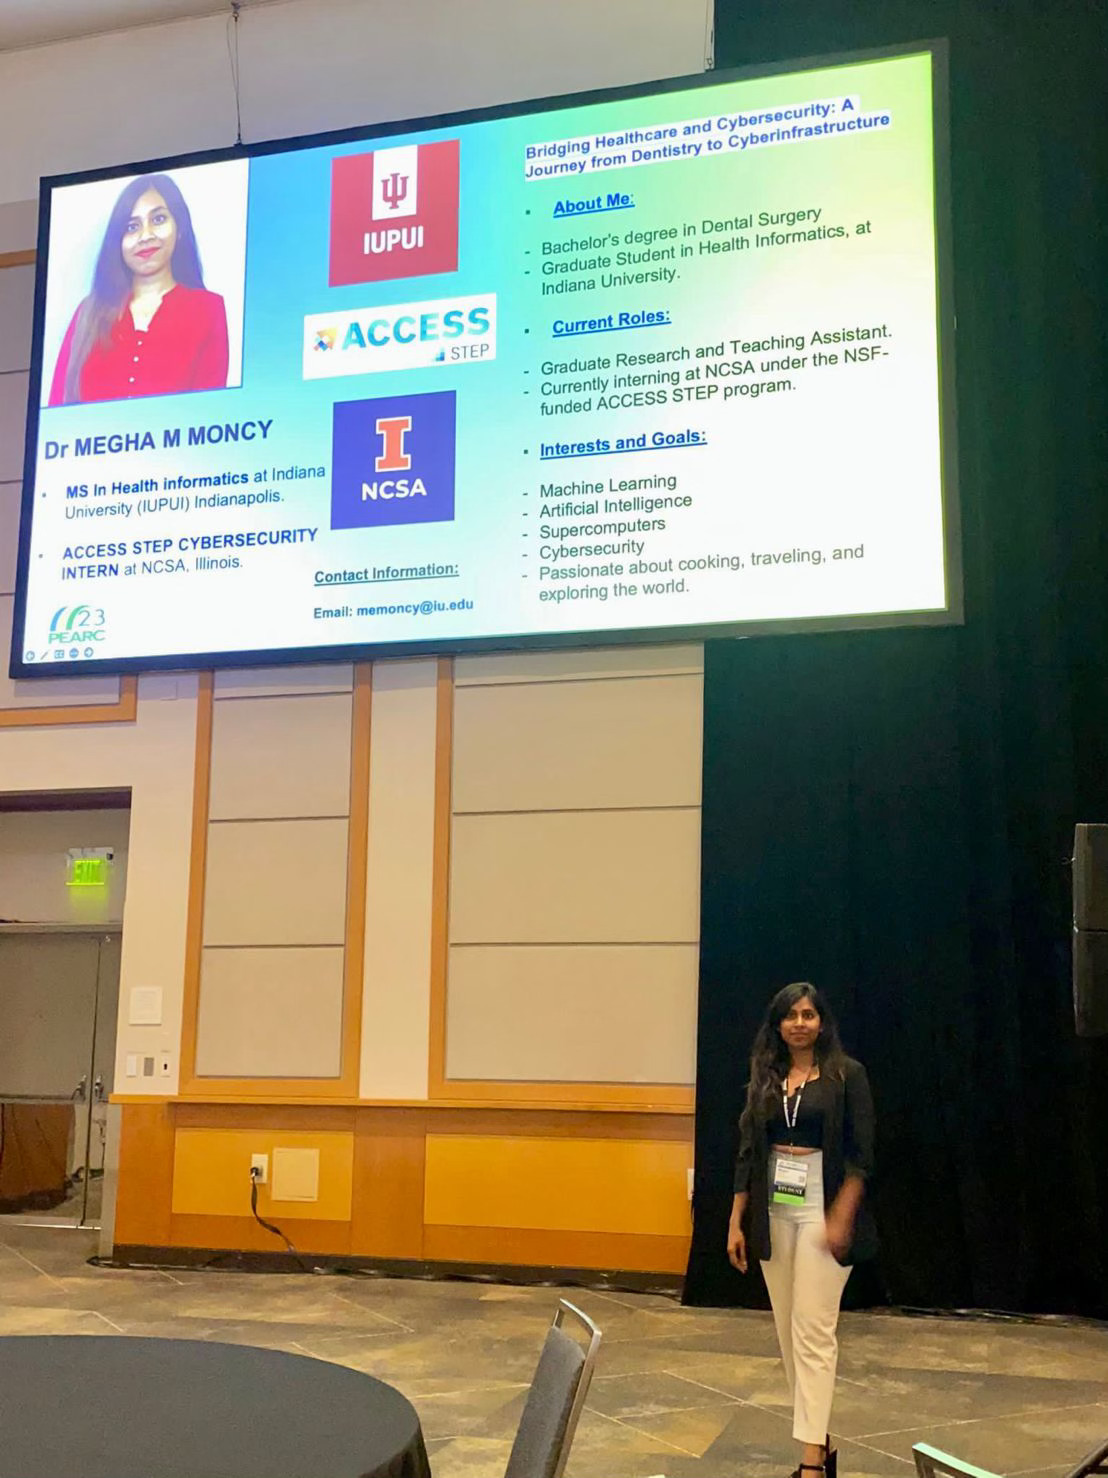 IUPUI
ACCESS
STEP
NCSA
Dr MEGHA M MONCY
MS In Health informatics at Indiana
University (IUPUI) Indianapolis.
ACCESS STEP CYBERSECURITY
INTERN at NCSA, Illinois.
23
PEARC
Contact Information:
Email: memoncy@iu.edu
Bridging Healthcare and Cybersecurity: A
Journey from Dentistry to Cyberinfrastructure
About Me:
- Bachelor's degree in Dental Surgery
- Graduate Student in Health Informatics, at
Indiana University.
Current Roles:
- Graduate Research and Teaching Assistant.
- Currently interning at NCSA under the NSF-
funded ACCESS STEP program.
Interests and Goals:
- Machine Learning
- Artificial Intelligence
- Supercomputers
- Cybersecurity
- Passionate about cooking, traveling, and
exploring the world.
EXIT
STUDENT